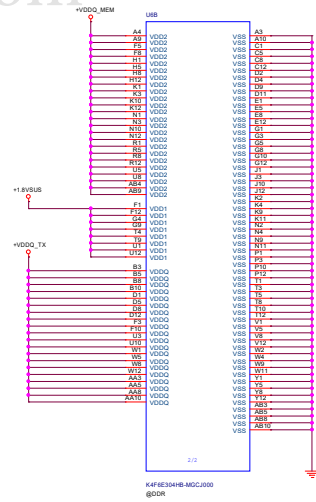 +VDDQ_MEM
U6B
A4 VDD2
A9 VDD2
F5 VDD2
F8 VDD2
H1 VDD2
H5 VDD2
H8 VDD2
H12 VDD2
K1 VDD2
K3 VDD2
K10 VDD2
K12 VDD2
N1 VDD2
N3 VDD2
N10 VDD2
N12 VDD2
R1 VDD2
R5 VDD2
R8 VDD2
R12 VDD2
U5 VDD2
U8 VDD2
AB4 VDD2
AB9 VDD2
+1.8VSUS
F1 VDD1
F12 VDD1
G4 VDD1
G9 VDD1
T4 VDD1
T9 VDD1
U1 VDD1
U12 VDD1
+VDDQ_TX
B3 VDDQ
B5 VDDQ
B8 VDDQ
B10 VDDQ
D1 VDDQ
D5 VDDQ
D8 VDDQ
D12 VDDQ
F3 VDDQ
F10 VDDQ
U3 VDDQ
U10 VDDQ
W1 VDDQ
W5 VDDQ
W8 VDDQ
W12 VDDQ
AA3 VDDQ
AA5 VDDQ
AA8 VDDQ
AA10 VDDQ
VSS A3
VSS A10
VSS C1
VSS C5
VSS C8
VSS C12
VSS D2
VSS D4
VSS D9
VSS D11
VSS E1
VSS E5
VSS E8
VSS E12
VSS G1
VSS G3
VSS G5
VSS G8
VSS G10
VSS G12
VSS J1
VSS J3
VSS J10
VSS J12
VSS K2
VSS K4
VSS K9
VSS K11
VSS N2
VSS N4
VSS N9
VSS N11
VSS P1
VSS P3
VSS P10
VSS P12
VSS T1
VSS T3
VSS T5
VSS T8
VSS T10
VSS T12
VSS V1
VSS V5
VSS V8
VSS V12
VSS W2
VSS W4
VSS W9
VSS W11
VSS Y1
VSS Y5
VSS Y8
VSS Y12
VSS AB3
VSS AB5
VSS AB8
VSS AB10
2/2
K4F6E304HB-MGCJ000
@DDR